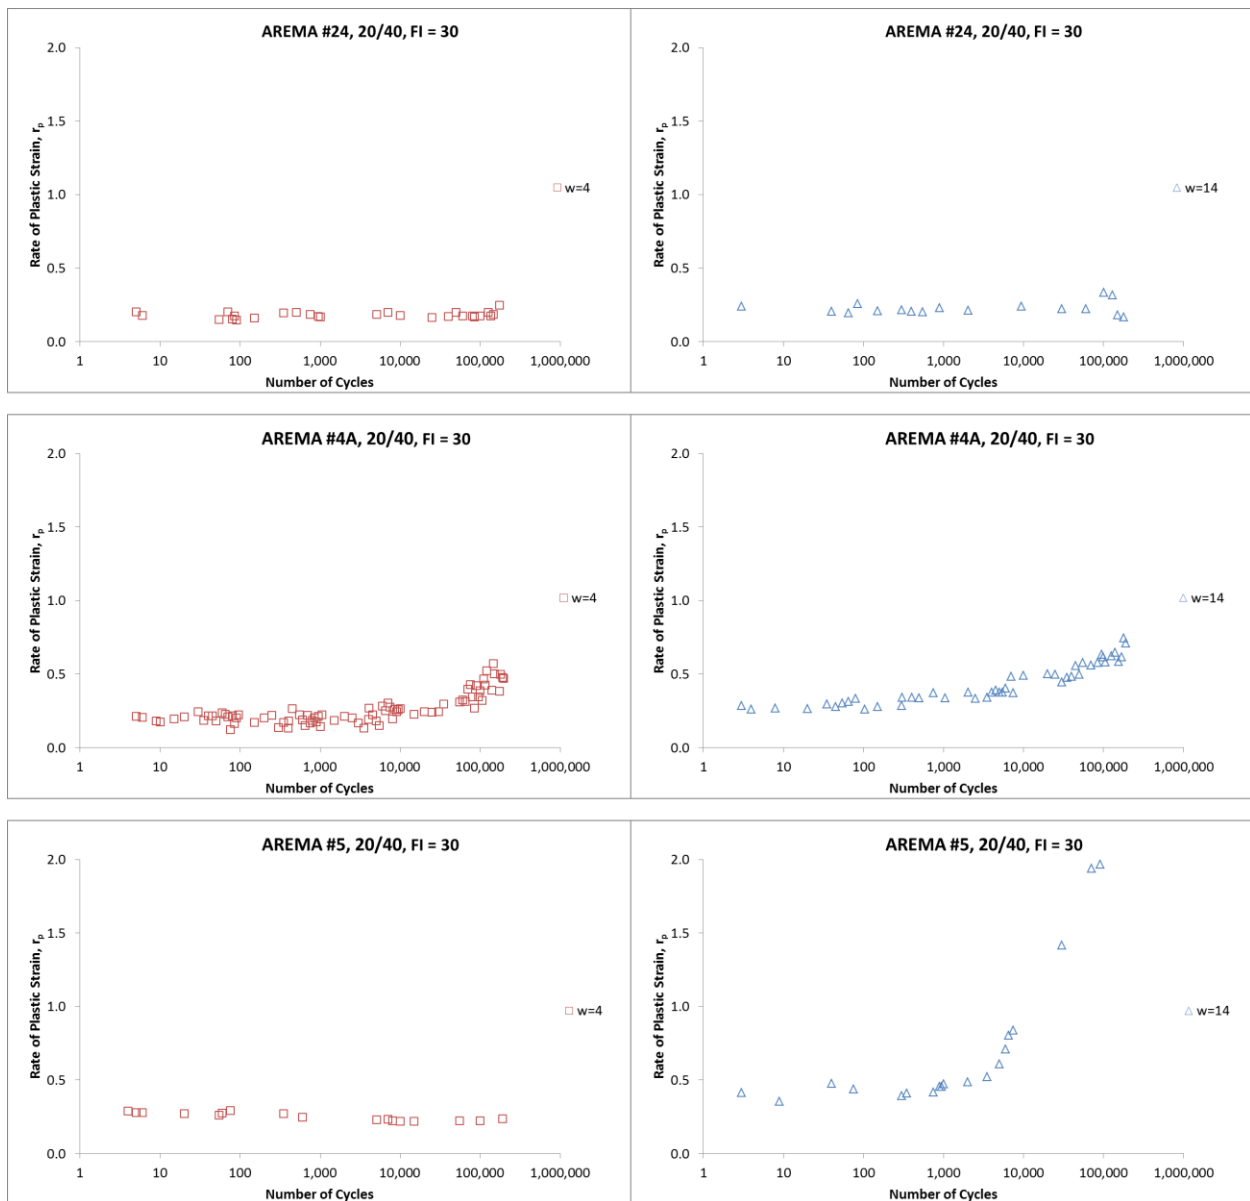 AREMA #24, 20/40, FI = 30
2.0
1.5
1.0
0.5
0.0
Rate of Plastic Strain, rp
w=4
1 10 100 1,000 10,000 100,000 1,000,000
Number of Cycles
AREMA #24, 20/40, FI = 30
2.0
1.5
1.0
0.5
0.0
Rate of Plastic Strain, rp
w=14
1 10 100 1,000 10,000 100,000 1,000,000
Number of Cycles
AREMA #4A, 20/40, FI = 30
2.0
1.5
1.0
0.5
0.0
Rate of Plastic Strain, rp
w=4
1 10 100 1,000 10,000 100,000 1,000,000
Number of Cycles
AREMA #4A, 20/40, FI = 30
2.0
1.5
1.0
0.5
0.0
Rate of Plastic Strain, rp
w=14
1 10 100 1,000 10,000 100,000 1,000,000
Number of Cycles
AREMA #5, 20/40, FI = 30
2.0
1.5
1.0
0.5
0.0
Rate of Plastic Strain, rp
w=4
1 10 100 1,000 10,000 100,000 1,000,000
Number of Cycles
AREMA #5, 20/40, FI = 30
2.0
1.5
1.0
0.5
0.0
Rate of Plastic Strain, rp
w=14
1 10 100 1,000 10,000 100,000 1,000,000
Number of Cycles